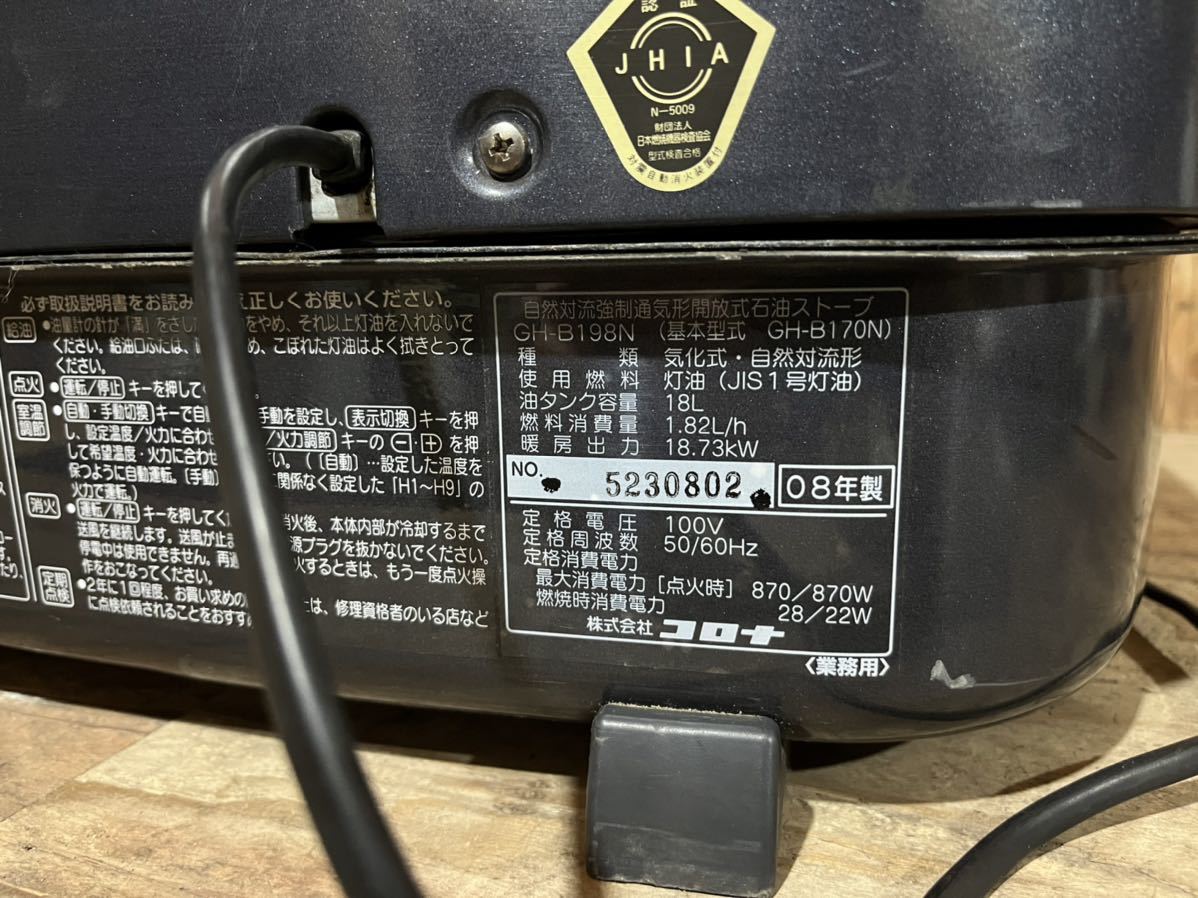 認証
JHIA
N-5009
財団法人
日本燃焼機器検査協会
型式検査合格
対震自動消火装置付
必ず取扱説明書をお読み え正しくお使いください。
給油 ●油量計の針が「満」をさした をやめ、それ以上灯油を入れないで
ください。給油口ふたは、 め、こぼれた灯油はよく拭きとって
ください。
点火 ●運転/停止キーを押して
室温調節 ●自動・手動切換キーで自 手動を設定し、表示切換キーを押
し、設定温度/火力に合わせ /火力調節キーの㊀・⊞を押
して希望温度・火力に合わ さい。(〔自動〕…設定した温度を
保つように自動運転。〔手動〕 関係なく設定した「H1〜H9」の
火力で運転。)
消火 ●運転/停止キーを押してく 消火後、本体内部が冷却するまで
送風を継続します。送風が止ま 源プラグを抜かないでください。
停電中は使用できません。再 火するときは、もう一度点火操
作をおこなってください。
定期点検 ●2年に1回程度、お買い求めの は、修理資格者のいる店など
に点検依頼されることをおすす
自然対流強制通気形開放式石油ストーブ
GH-B198N (基本型式 GH-B170N)
種類 気化式・自然対流形
使用燃料 灯油(JIS1号灯油)
油タンク容量 18L
燃料消費量 1.82L/h
暖房出力 18.73kW
NO. 5230802 08年製
定格電圧 100V
定格周波数 50/60Hz
定格消費電力
最大消費電力[点火時] 870/870W
燃焼時消費電力 28/22W
株式会社コロナ
〈業務用〉